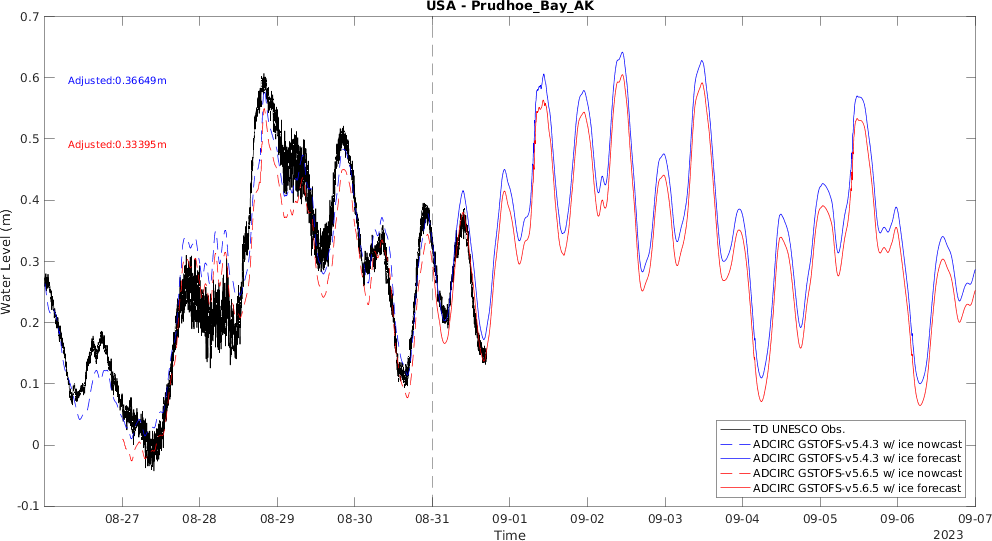 USA - Prudhoe_Bay_AK
0.7
0.6
0.5
0.4
0.3
0.2
0.1
0
-0.1
Water Level (m)
Adjusted:0.36649m
Adjusted:0.33395m
TD UNESCO Obs.
ADCIRC GSTOFS-v5.4.3 w/ ice nowcast
ADCIRC GSTOFS-v5.4.3 w/ ice forecast
ADCIRC GSTOFS-v5.6.5 w/ ice nowcast
ADCIRC GSTOFS-v5.6.5 w/ ice forecast
08-27 08-28 08-29 08-30 08-31 09-01 09-02 09-03 09-04 09-05 09-06 09-07
Time
2023